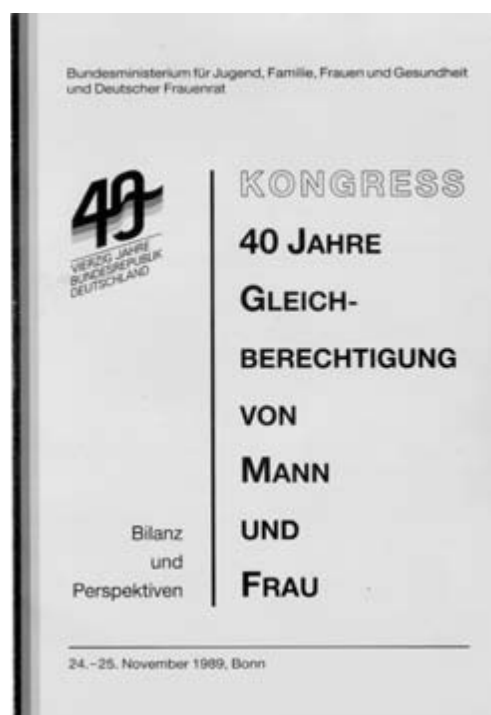 Bundesministerium für Jugend, Familie, Frauen und Gesundheit
und Deutscher Frauenrat
40
VIERZIG JAHRE
BUNDESREPUBLIK
DEUTSCHLAND
KONGRESS
40 JAHRE
GLEICH-
BERECHTIGUNG
VON
MANN
UND
FRAU
Bilanz
und
Perspektiven
24.–25. November 1989, Bonn